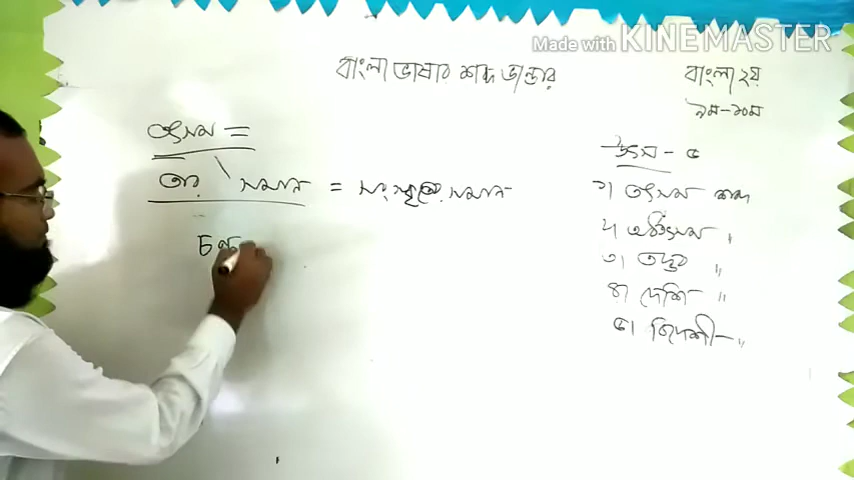 Made with KINEMASTER
বাংলা ভাষার শব্দ ভান্ডার
বাংলা ২য়
৯ম-১০ম
তৎসম =
তার সমান = সংস্কৃতের সমান
চন্দ্র
উৎস - ৫
১। তৎসম শব্দ
২। অর্ধতৎসম "
৩। তদ্ভব "
৪। দেশি "
৫। বিদেশী - "